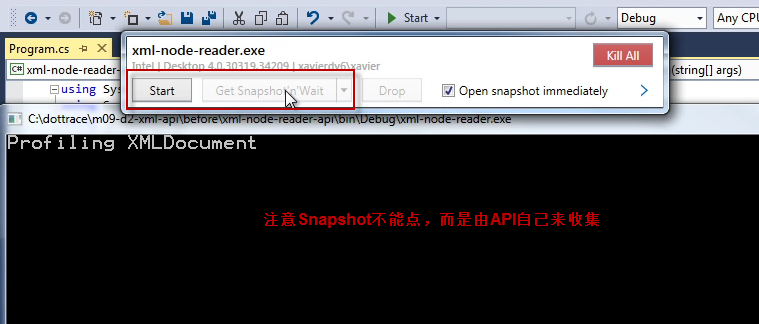 Start
Debug
Any CPU
Program.cs
xml-node-reader.exe
Kill All
Intel | Desktop 4.0.30319.34209 | xavierdv6\xavier
xml-node-reader-
(string[] args)
using Sys
Start
Get Snapshot'n'Wait
Drop
Open snapshot immediately
C:\dottrace\m09-d2-xml-api\before\xml-node-reader-api\bin\Debug\xml-node-reader.exe
Profiling XMLDocument
注意Snapshot不能点，而是由API自己来收集